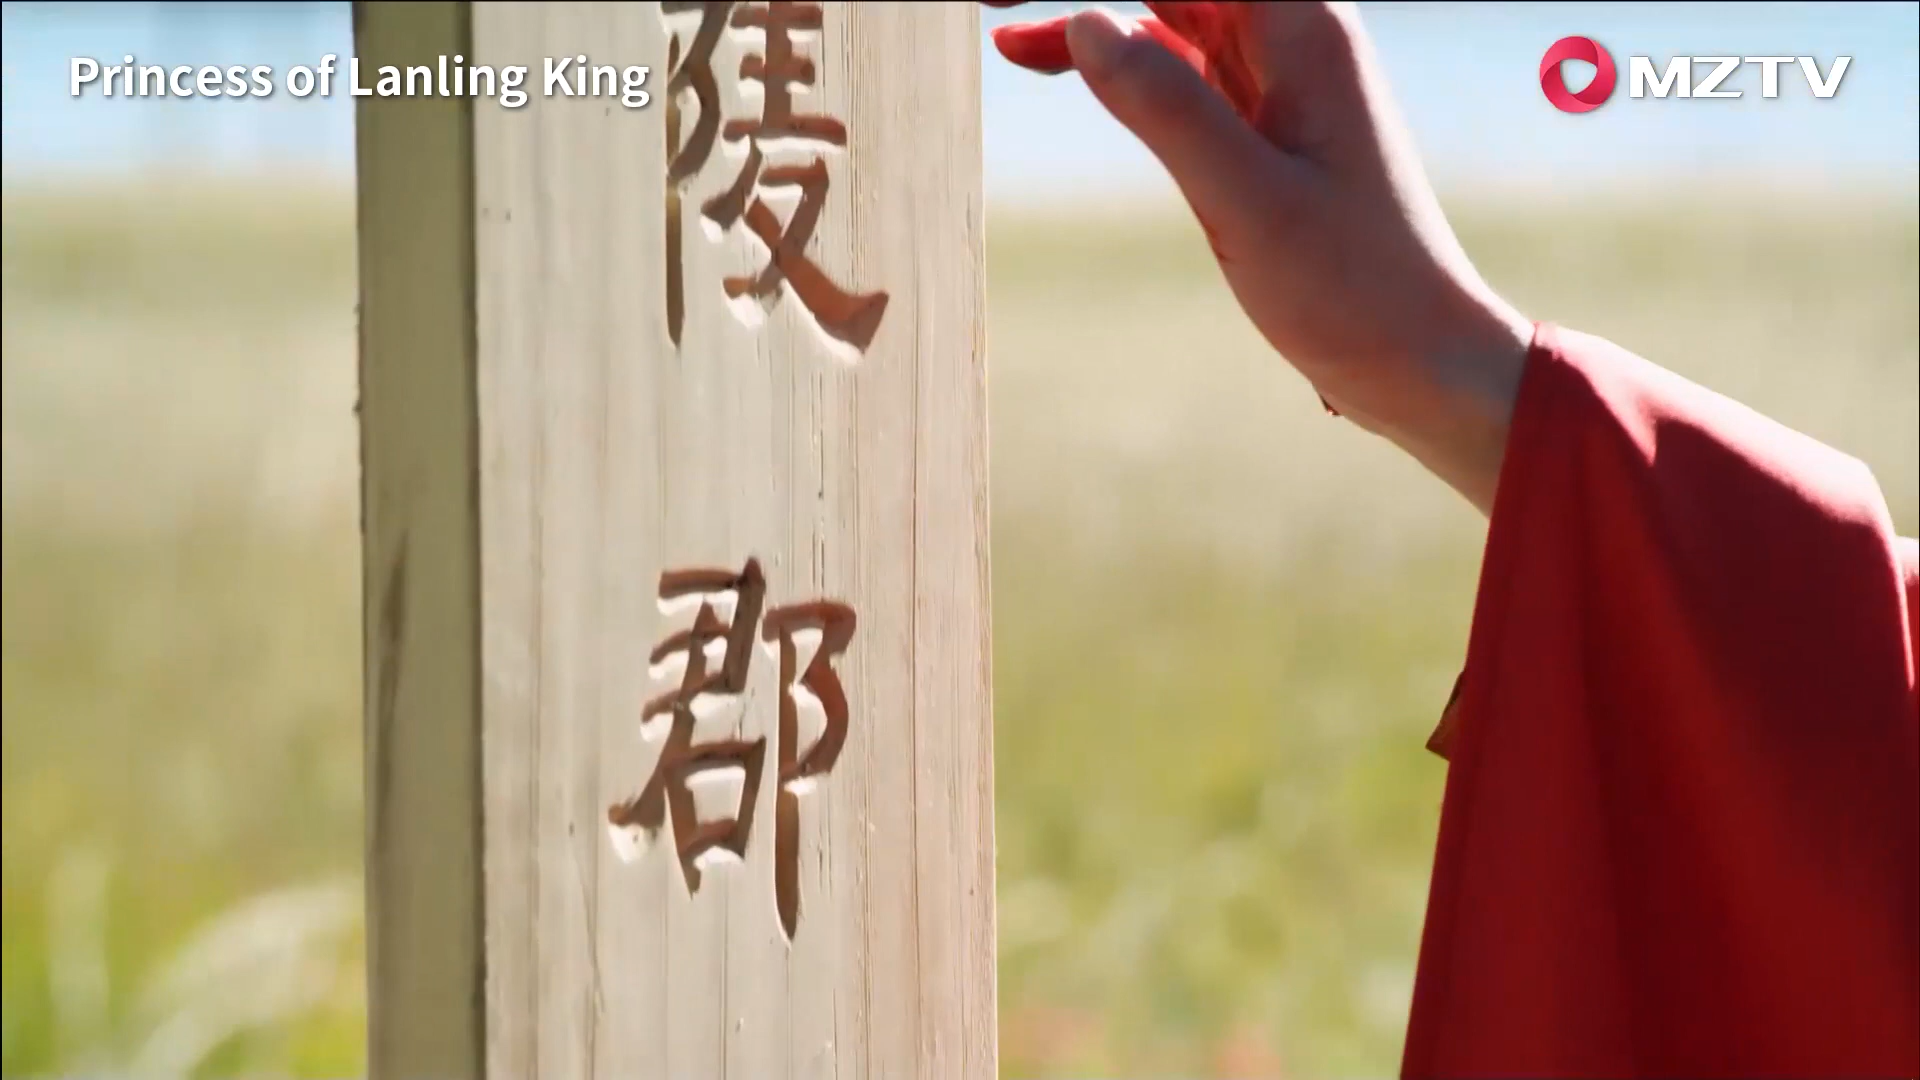 Princess of Lanling King
MZTV
陵
郡